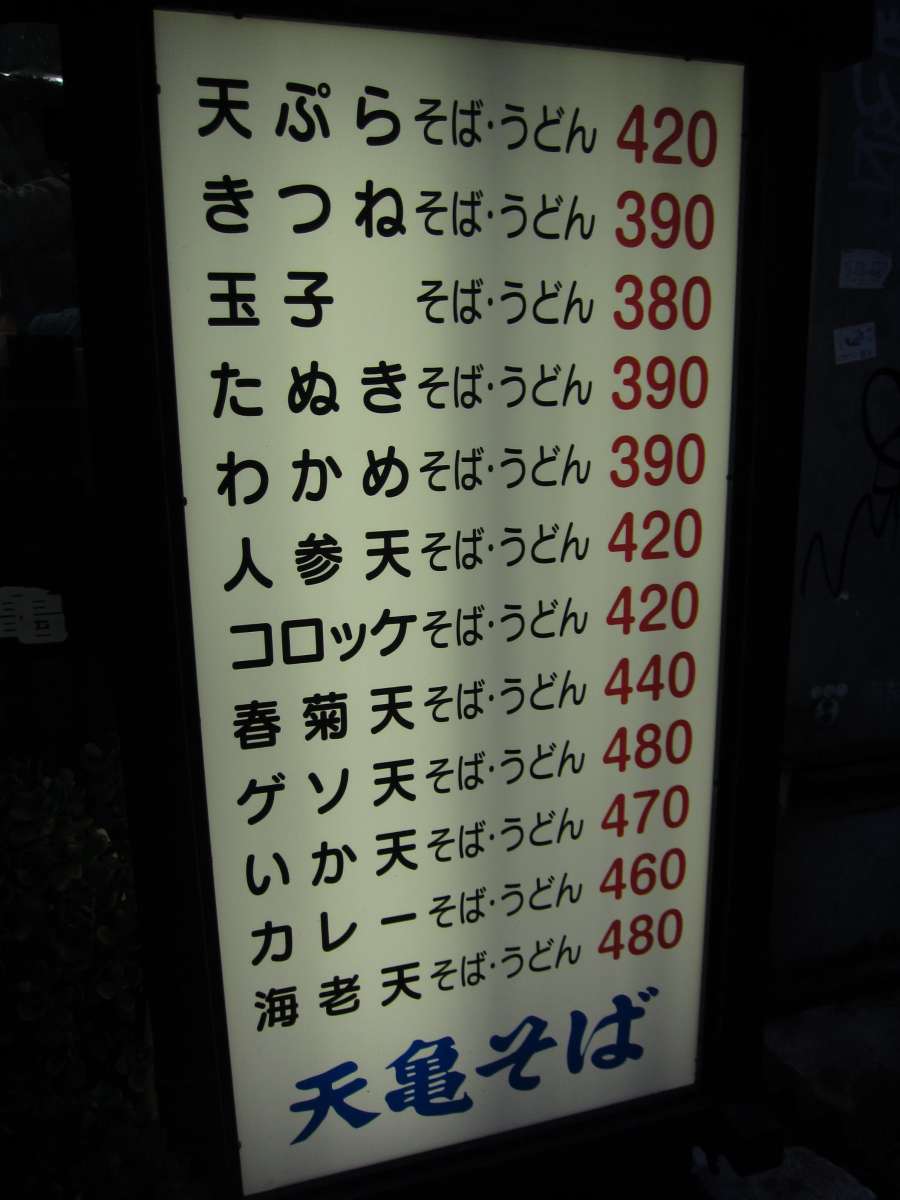 天ぷらそば・うどん 420
きつねそば・うどん 390
玉子 そば・うどん 380
たぬきそば・うどん 390
わかめそば・うどん 390
人参天そば・うどん 420
コロッケそば・うどん 420
春菊天そば・うどん 440
ゲソ天そば・うどん 480
いか天そば・うどん 470
カレーそば・うどん 460
海老天そば・うどん 480
天亀そば